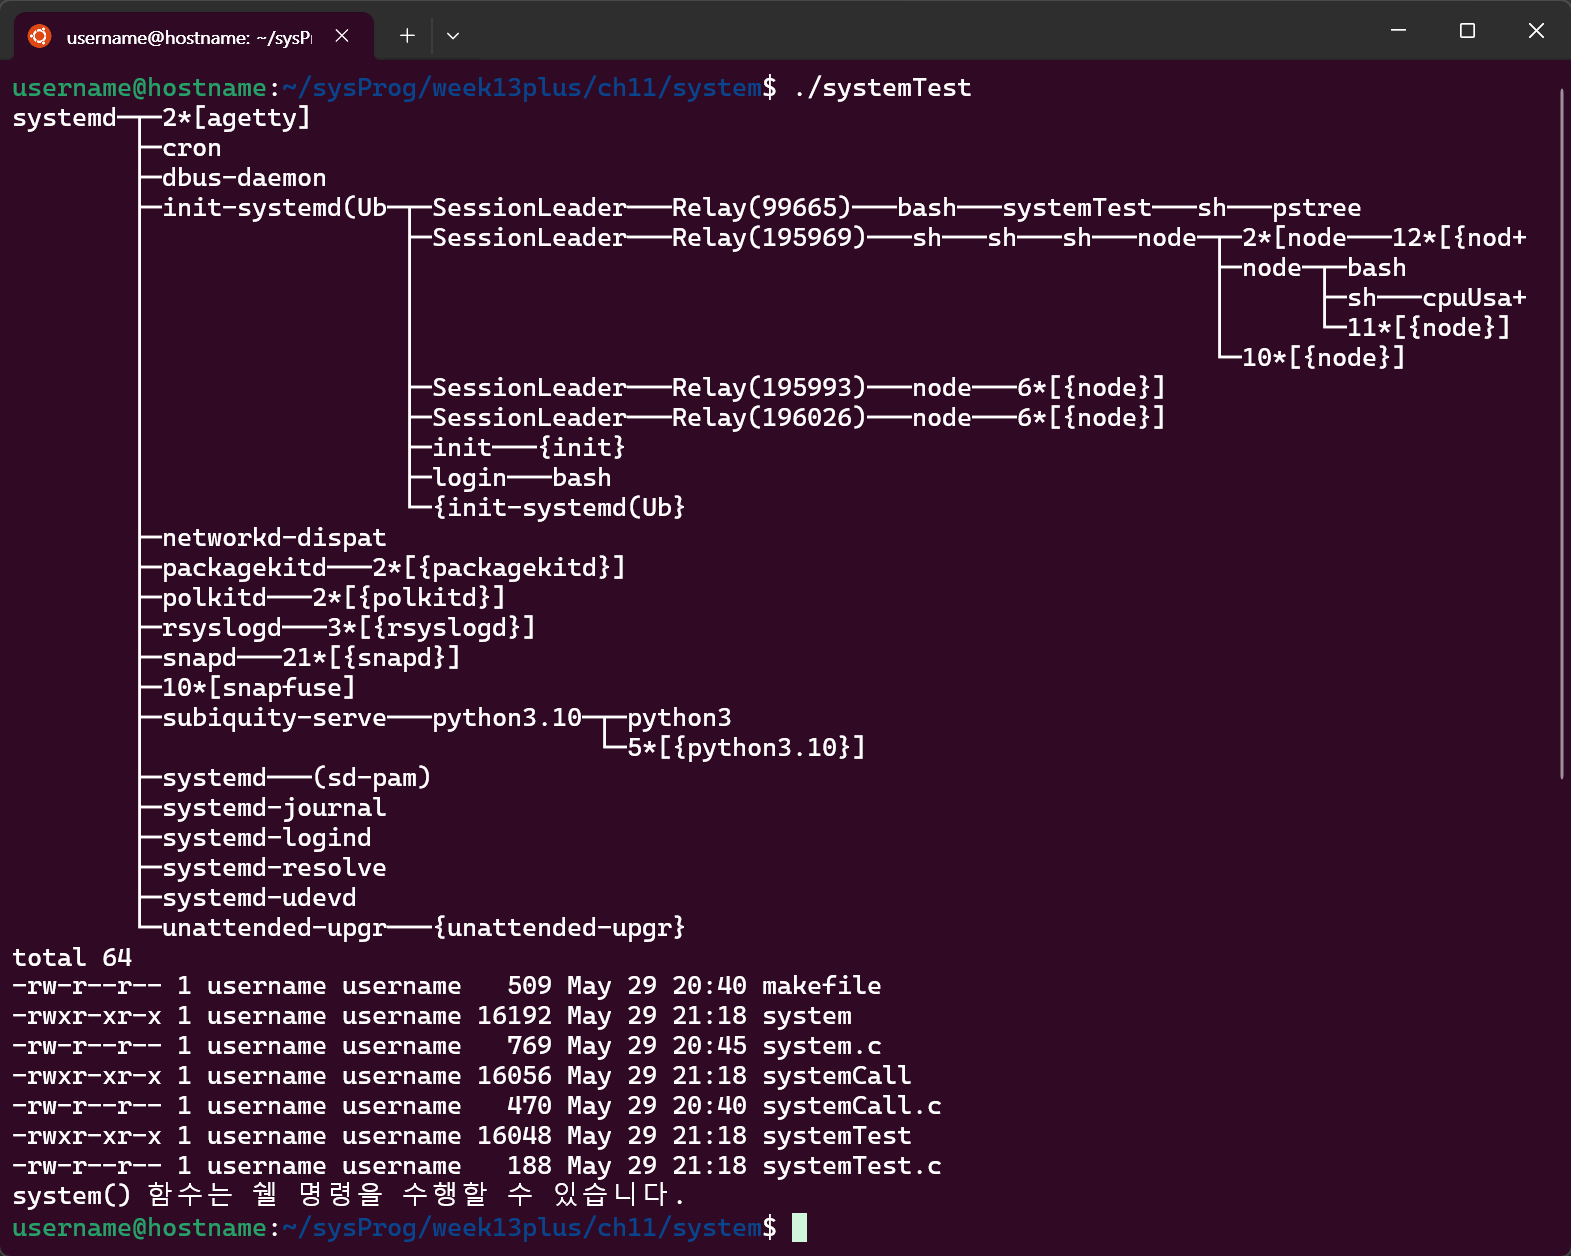 username@hostname: ~/sysPr
username@hostname:~/sysProg/week13plus/ch11/system$ ./systemTest
systemd─┬─2*[agetty]
        ├─cron
        ├─dbus-daemon
        ├─init-systemd(Ub─┬─SessionLeader───Relay(99665)───bash───systemTest───sh───pstree
        │                 ├─SessionLeader───Relay(195969)───sh───sh───sh───node─┬─2*[node───12*[{nod+
        │                 │                                                     ├─node─┬─bash
        │                 │                                                     │      ├─sh───cpuUsa+
        │                 │                                                     │      └─11*[{node}]
        │                 │                                                     └─10*[{node}]
        │                 ├─SessionLeader───Relay(195993)───node───6*[{node}]
        │                 ├─SessionLeader───Relay(196026)───node───6*[{node}]
        │                 ├─init───{init}
        │                 ├─login───bash
        │                 └─{init-systemd(Ub}
        ├─networkd-dispat
        ├─packagekitd───2*[{packagekitd}]
        ├─polkitd───2*[{polkitd}]
        ├─rsyslogd───3*[{rsyslogd}]
        ├─snapd───21*[{snapd}]
        ├─10*[snapfuse]
        ├─subiquity-serve───python3.10─┬─python3
        │                              └─5*[{python3.10}]
        ├─systemd───(sd-pam)
        ├─systemd-journal
        ├─systemd-logind
        ├─systemd-resolve
        ├─systemd-udevd
        └─unattended-upgr───{unattended-upgr}
total 64
-rw-r--r-- 1 username username   509 May 29 20:40 makefile
-rwxr-xr-x 1 username username 16192 May 29 21:18 system
-rw-r--r-- 1 username username   769 May 29 20:45 system.c
-rwxr-xr-x 1 username username 16056 May 29 21:18 systemCall
-rw-r--r-- 1 username username   470 May 29 20:40 systemCall.c
-rwxr-xr-x 1 username username 16048 May 29 21:18 systemTest
-rw-r--r-- 1 username username   188 May 29 21:18 systemTest.c
system() 함수는 쉘 명령을 수행할 수 있습니다.
username@hostname:~/sysProg/week13plus/ch11/system$